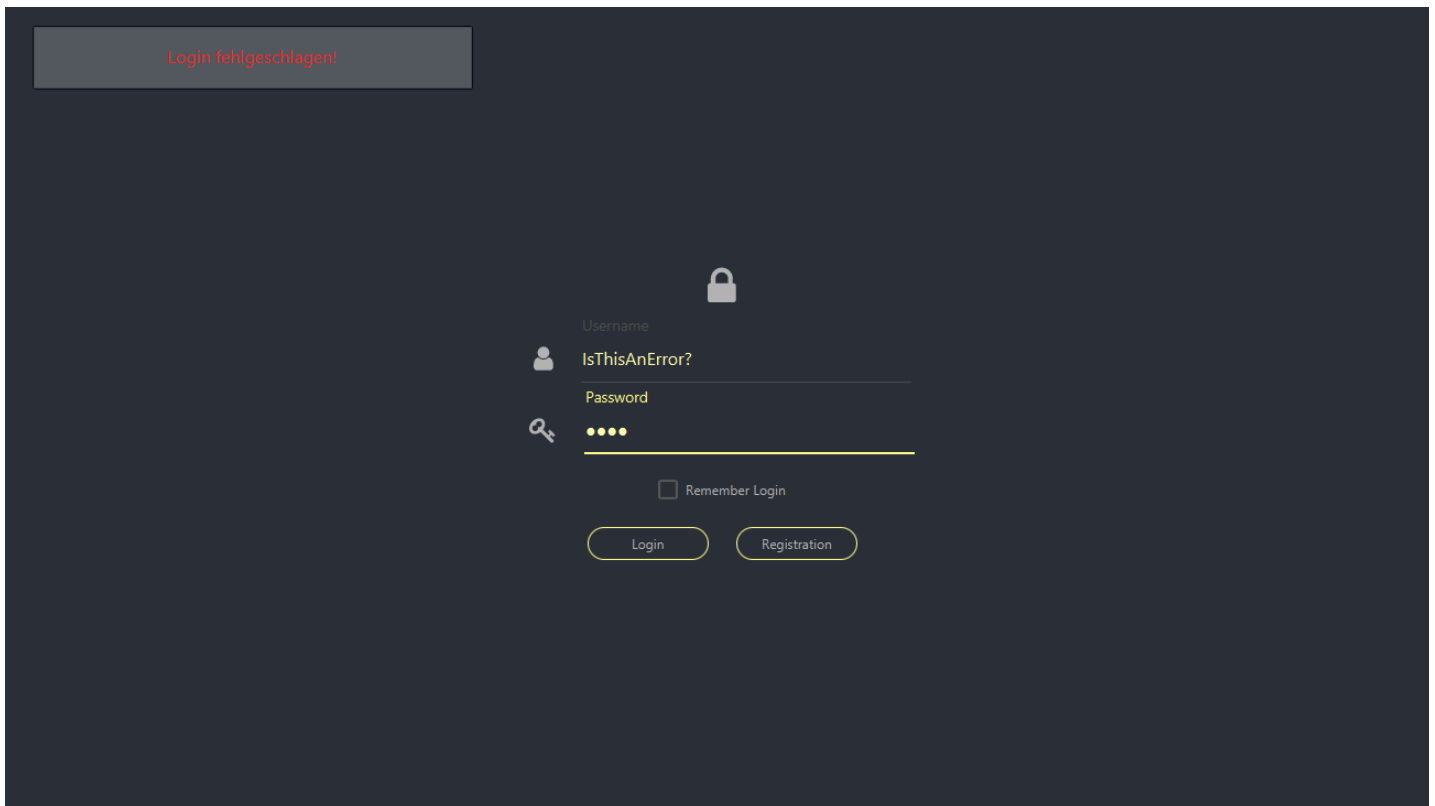 Login fehlgeschlagen!
Username
IsThisAnError?
Password
••••
Remember Login
Login Registration